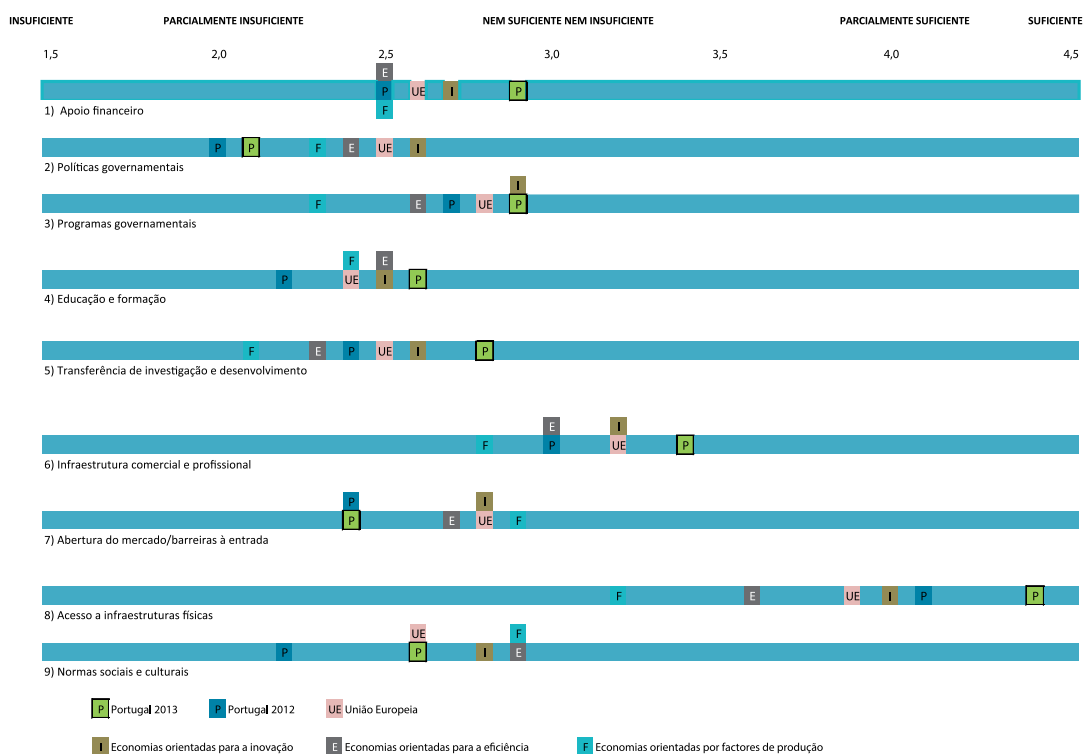 INSUFICIENTE PARCIALMENTE INSUFICIENTE NEM SUFICIENTE NEM INSUFICIENTE PARCIALMENTE SUFICIENTE SUFICIENTE
1,5 2,0 2,5 3,0 3,5 4,0 4,5
E
P UE I P
F
1) Apoio financeiro
P P F E UE I
2) Políticas governamentais
I
F E P UE P
3) Programas governamentais
F E
P UE I P
4) Educação e formação
F E P UE I P
5) Transferência de investigação e desenvolvimento
E I
F P UE P
6) Infraestrutura comercial e profissional
P I
P E UE F
7) Abertura do mercado/barreiras à entrada
F E UE I P P
8) Acesso a infraestruturas físicas
UE F
P P I E
9) Normas sociais e culturais
P Portugal 2013 P Portugal 2012 UE União Europeia
I Economias orientadas para a inovação E Economias orientadas para a eficiência F Economias orientadas por factores de produção